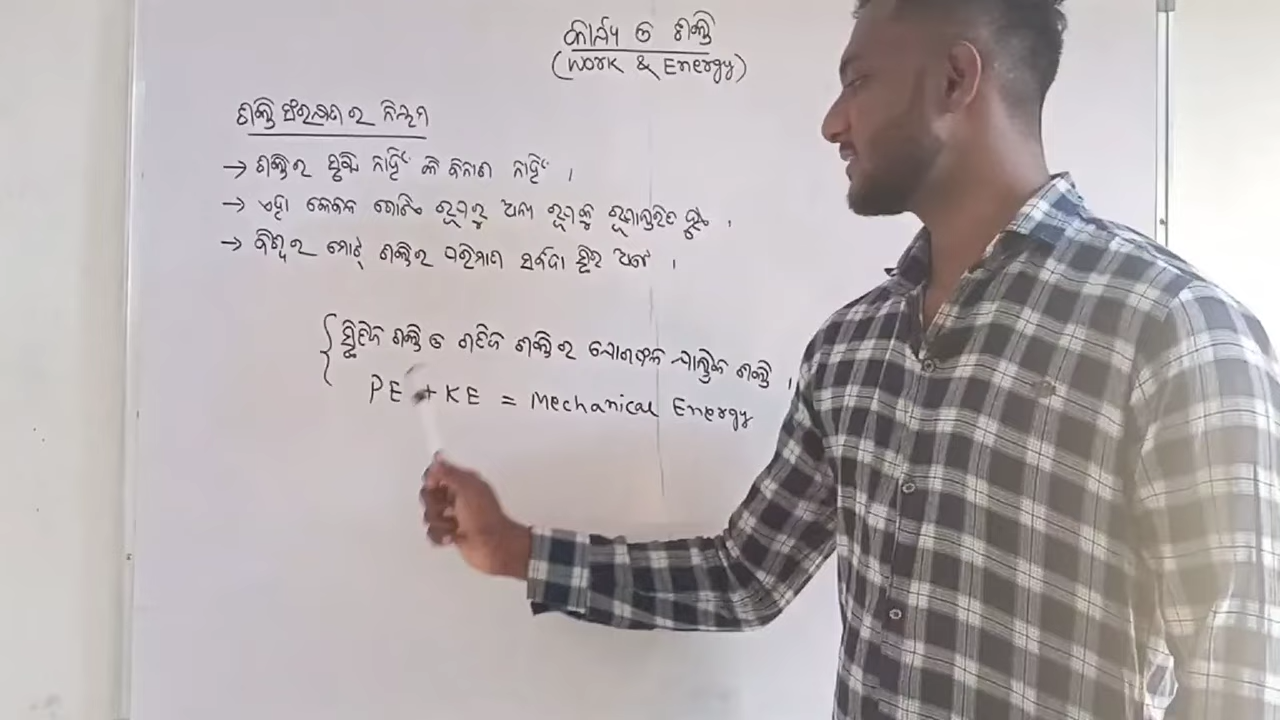 କାର୍ଯ୍ୟ ଓ ଶକ୍ତି
(Work & Energy)
ଶକ୍ତି ସଂରକ୍ଷଣ ର ନିୟମ
→ ଶକ୍ତିର ସୃଷ୍ଟି ନାହିଁ କି ବିନାଶ ନାହିଁ ।
→ ଏହା କେବଳ ଗୋଟିଏ ରୂପରୁ ଅନ୍ୟ ରୂପକୁ ରୂପାନ୍ତରିତ ହୁଏ ।
→ ବିଶ୍ୱର ମୋଟ୍ ଶକ୍ତିର ପରିମାଣ ସର୍ବଦା ସ୍ଥିର ଅଟେ ।
{ ସ୍ଥିତିଜ ଶକ୍ତି ଓ ଗତିଜ ଶକ୍ତିର ଯୋଗଫଳ ଯାନ୍ତ୍ରିକ ଶକ୍ତି ।
PE + KE = Mechanical Energy